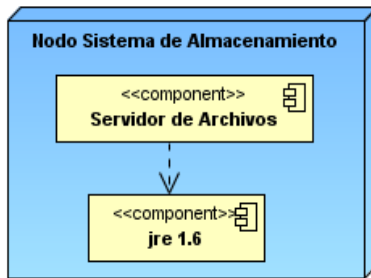 Nodo Sistema de Almacenamiento
<<component>>
Servidor de Archivos
<<component>>
jre 1.6